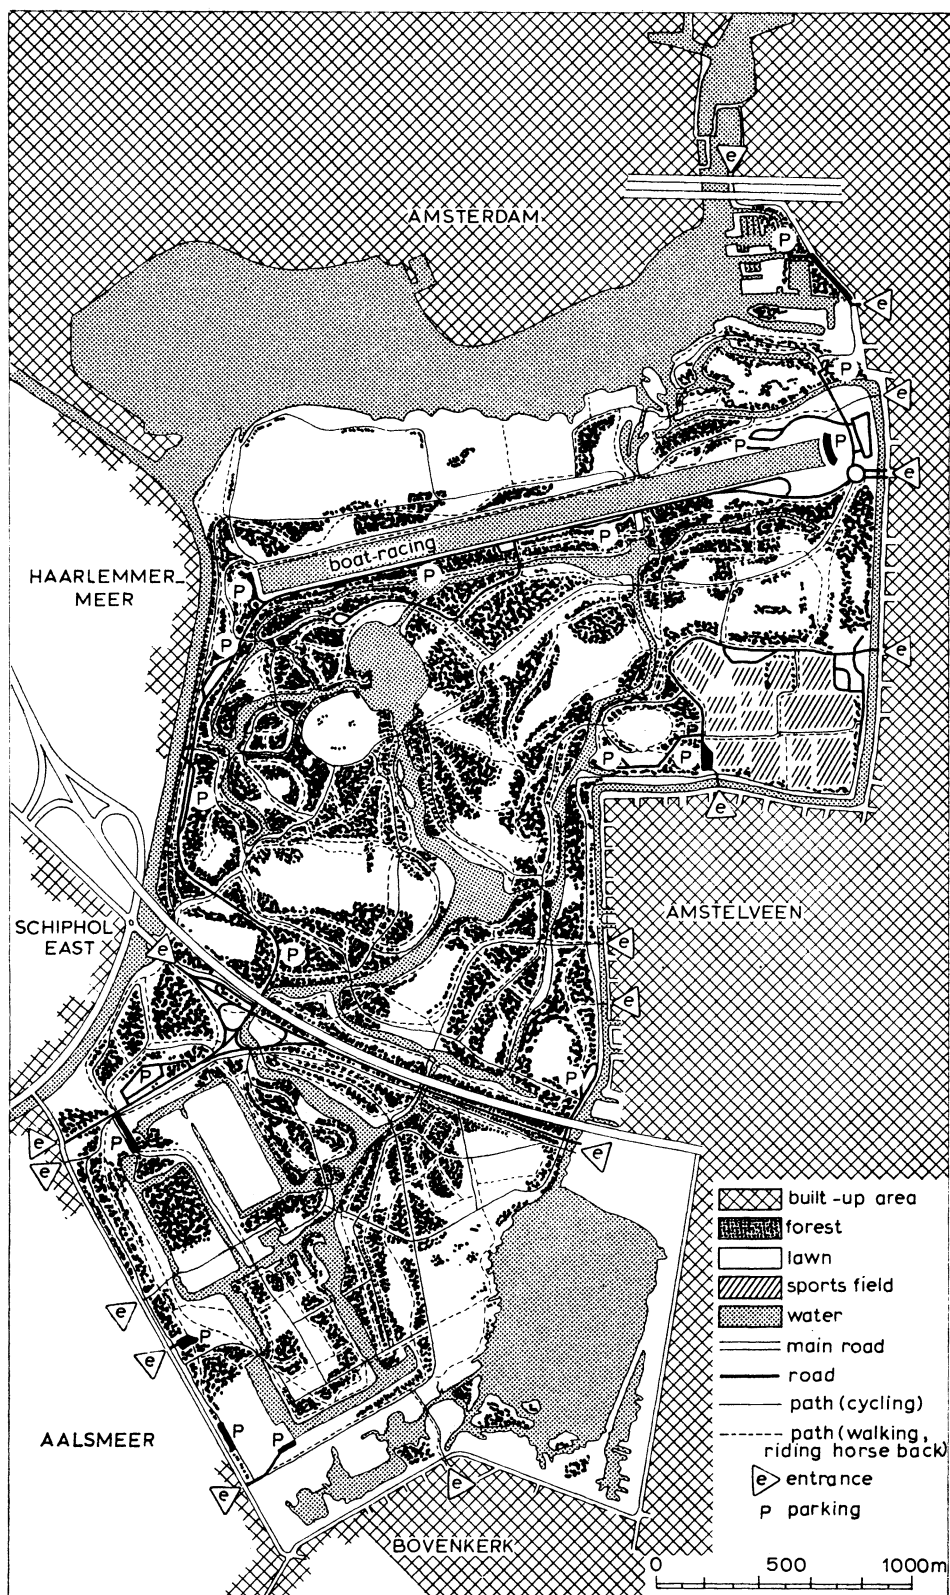 e
AMSTERDAM
P
e
P
e
P
P
e
boat-racing
P
P
HAARLEMMER_
MEER
P
P
e
P
P
P
e
AMSTELVEEN
SCHIPHOL
EAST
e
e
P
e
P
P
e
P
e
e
e
P
e
P
P
AALSMEER
e
e
BOVENKERK
built-up area
forest
lawn
sports field
water
main road
road
path (cycling)
path (walking,
riding horse back)
e entrance
P parking
0 500 1000m